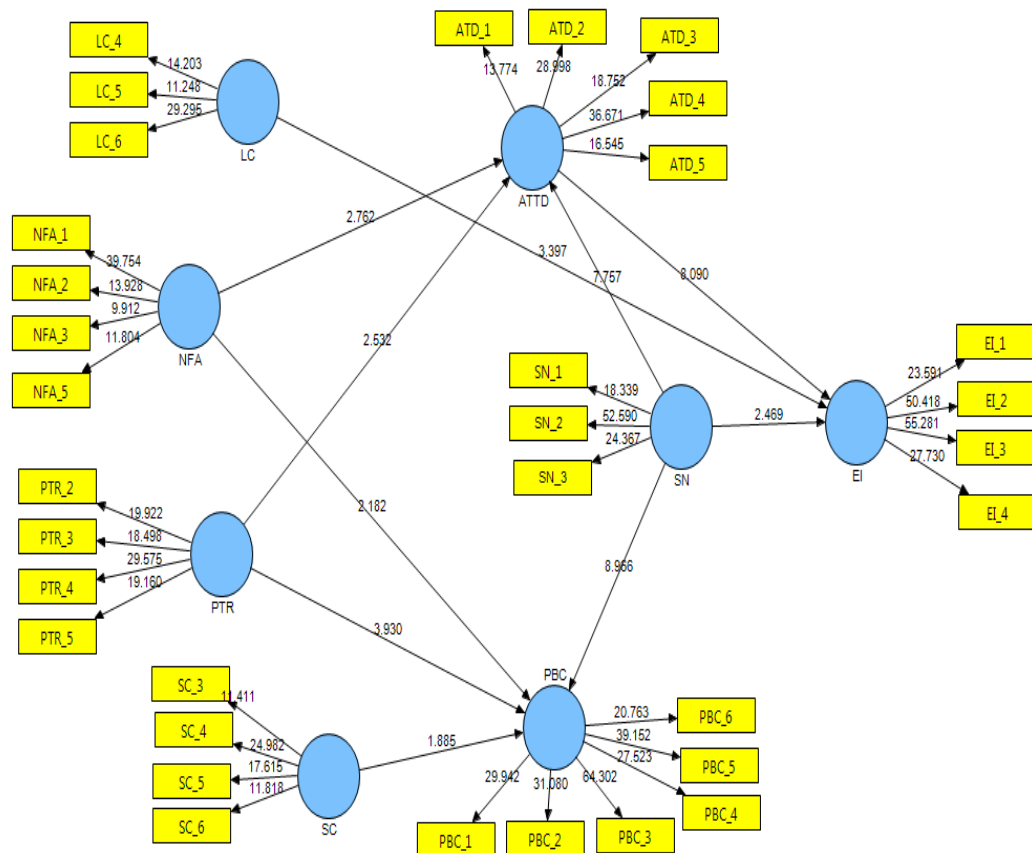 ATD_1
ATD_2
ATD_3
ATD_4
ATD_5
13.774
28.998
18.752
36.671
16.545
ATTD
LC_4
LC_5
LC_6
14.203
11.248
29.295
LC
NFA_1
NFA_2
NFA_3
NFA_5
39.754
13.928
9.912
11.804
NFA
2.762
3.397
7.757
8.090
2.532
2.182
SN_1
SN_2
SN_3
18.339
52.590
24.367
SN
2.469
EI_1
EI_2
EI_3
EI_4
23.591
50.418
55.281
27.730
EI
PTR_2
PTR_3
PTR_4
PTR_5
19.922
18.498
29.575
19.160
PTR
3.930
8.966
SC_3
SC_4
SC_5
SC_6
11.411
24.982
17.615
11.818
SC
1.885
PBC
20.763
39.152
27.523
64.302
31.080
29.942
PBC_6
PBC_5
PBC_4
PBC_3
PBC_2
PBC_1